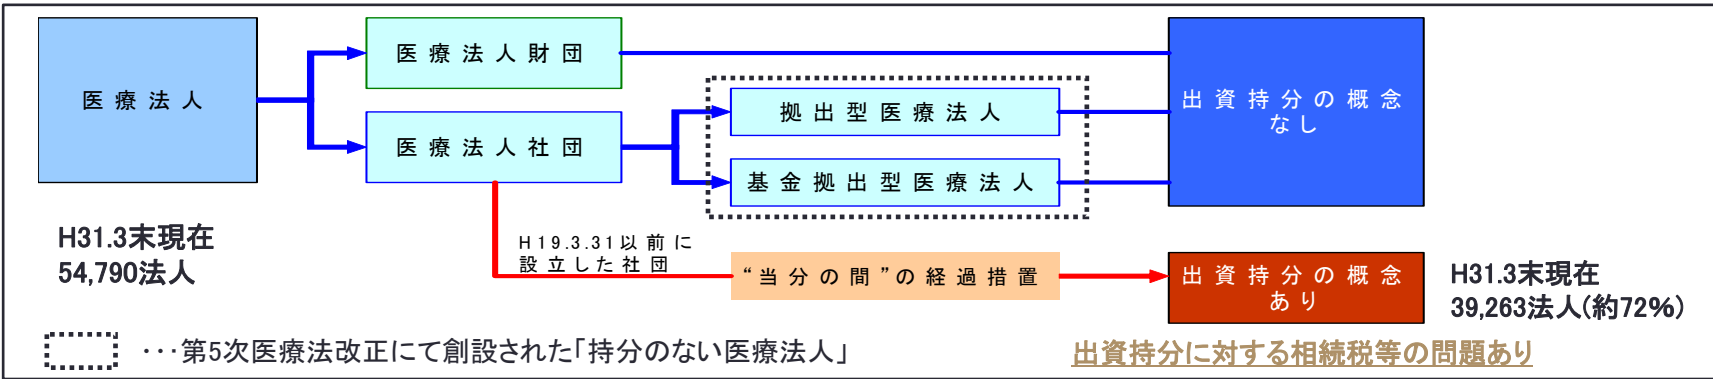 医療法人
医療法人財団
医療法人社団
拠出型医療法人
基金拠出型医療法人
出資持分の概念
なし
H31.3末現在
54,790法人
H19.3.31以前に
設立した社団
“当分の間”の経過措置
出資持分の概念
あり
H31.3末現在
39,263法人(約72%)
･･･第5次医療法改正にて創設された「持分のない医療法人」
出資持分に対する相続税等の問題あり